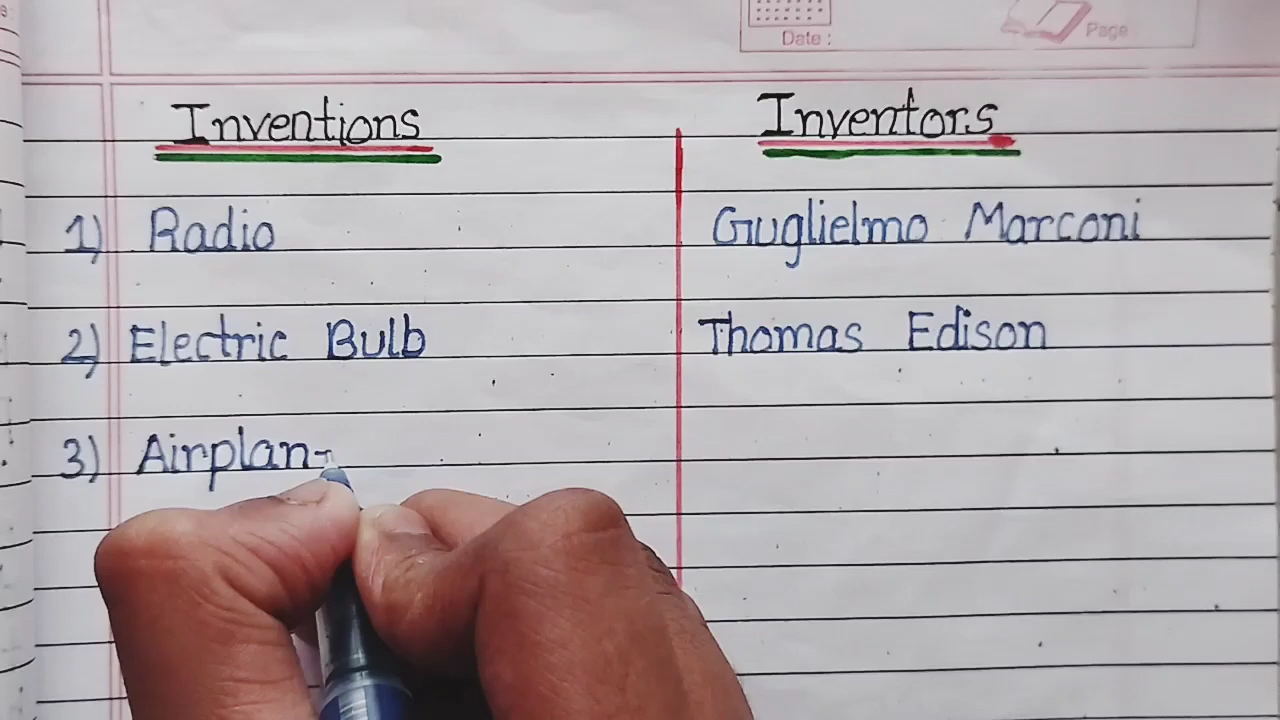 Date :
Page
Inventions
Inventors
1) Radio
Guglielmo Marconi
2) Electric Bulb
Thomas Edison
3) Airplan